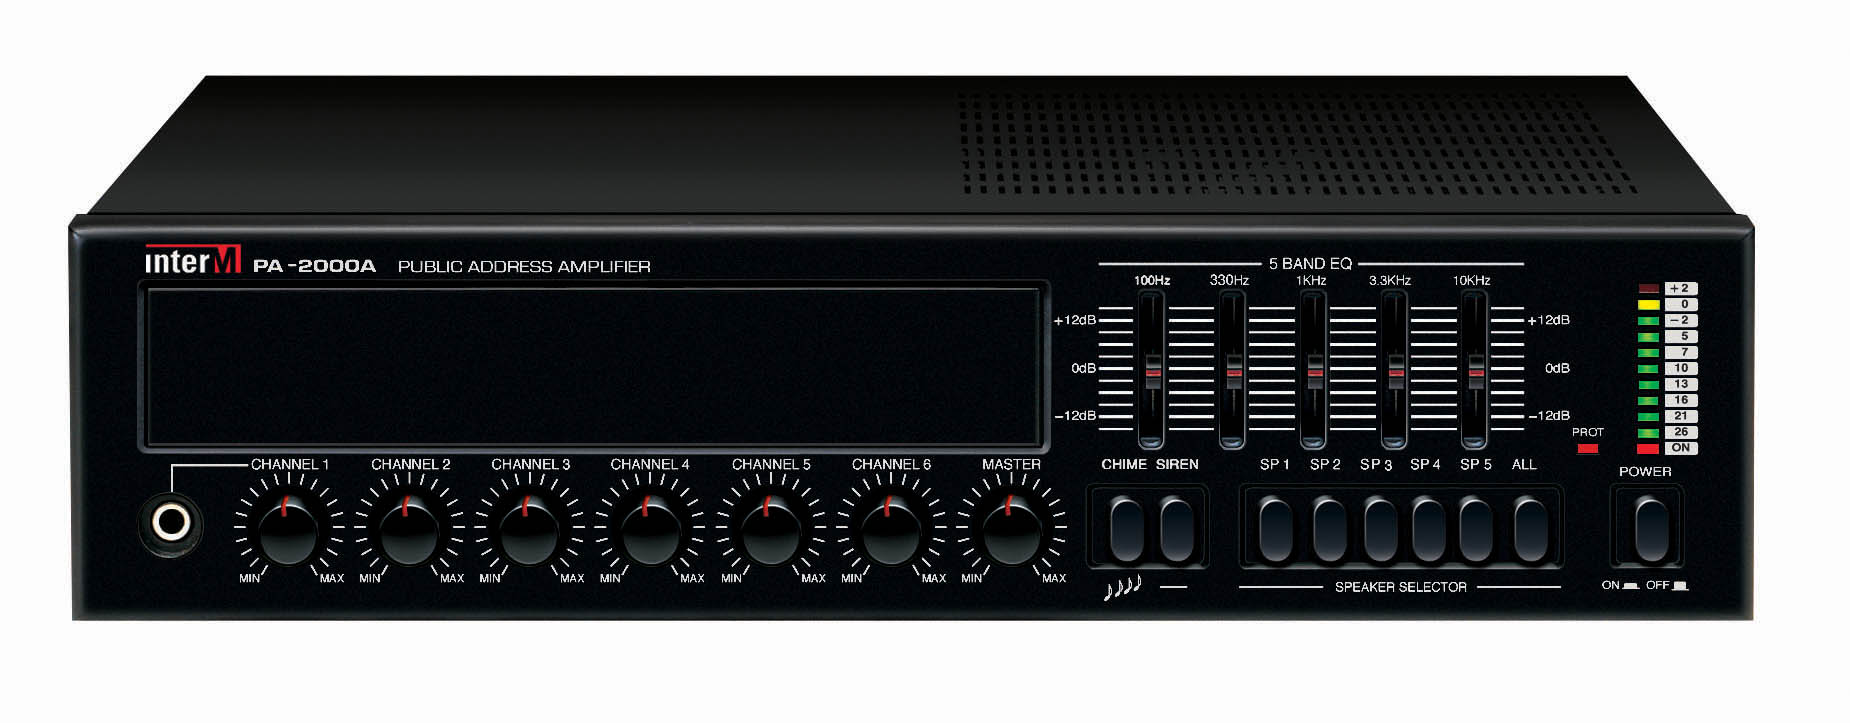 interM PA-2000A PUBLIC ADDRESS AMPLIFIER
5 BAND EQ
100Hz 330Hz 1KHz 3.3KHz 10KHz
+12dB +12dB
0dB 0dB
-12dB -12dB
+2
0
-2
5
7
10
13
16
21
26
ON
PROT
POWER
CHANNEL 1 CHANNEL 2 CHANNEL 3 CHANNEL 4 CHANNEL 5 CHANNEL 6 MASTER
CHIME SIREN SP 1 SP 2 SP 3 SP 4 SP 5 ALL
MIN MAX MIN MAX MIN MAX MIN MAX MIN MAX MIN MAX MIN MAX
SPEAKER SELECTOR
ON OFF